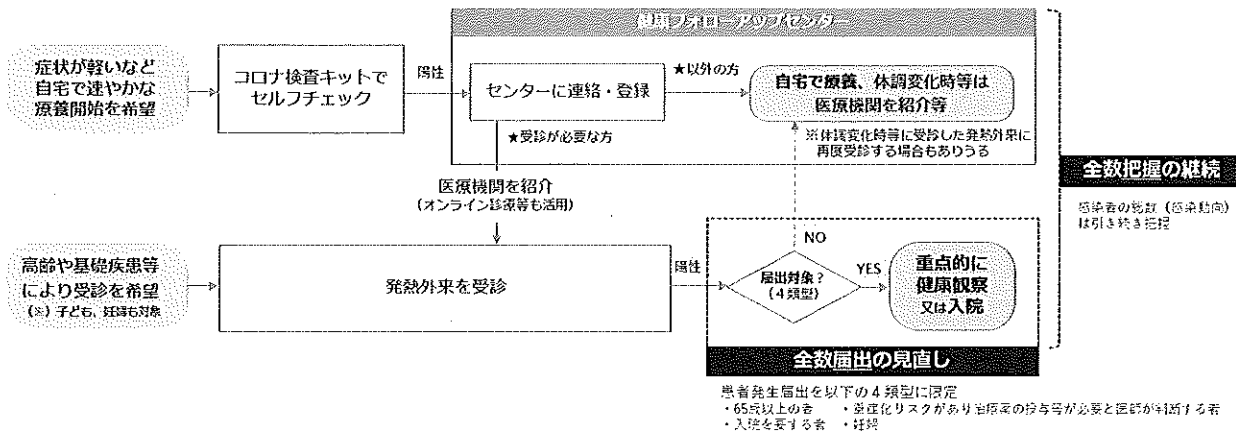 健康フォローアップセンター
症状が軽いなど
自宅で速やかな
療養開始を希望
コロナ検査キットで
セルフチェック
陽性
センターに連絡・登録
★以外の方
自宅で療養、体調変化時等は
医療機関を紹介等
★受診が必要な方
※体調変化時等に受診した発熱外来に
再度受診する場合もありうる
医療機関を紹介
(オンライン診療等も活用)
全数把握の継続
感染者の総数(感染動向)
は引き続き把握
高齢や基礎疾患等
により受診を希望
(※)子ども、妊婦も対象
発熱外来を受診
陽性
NO
届出対象?
(4類型)
YES
重点的に
健康観察
又は入院
全数届出の見直し
患者発生届出を以下の4類型に限定
・65歳以上の者 ・重症化リスクがあり治療薬の投与等が必要と医師が判断する者
・入院を要する者 ・妊婦